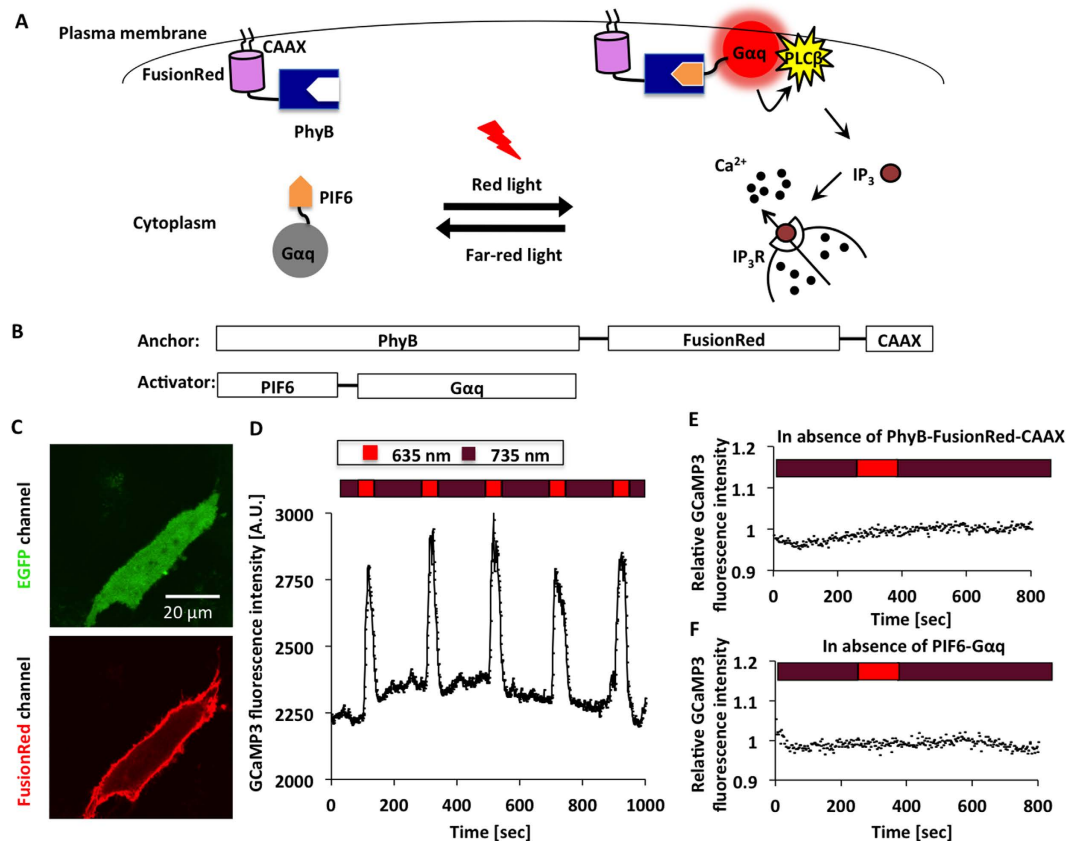 A
Plasma membrane
CAAX
FusionRed
PhyB
Gαq
PLCβ
Red light
Far-red light
PIF6
Cytoplasm
Gαq
Ca2+
IP3
IP3R
B
Anchor:
PhyB
FusionRed
CAAX
Activator:
PIF6
Gαq
C
EGFP channel
20 μm
FusionRed channel
D
635 nm
735 nm
GCaMP3 fluorescence intensity [A.U.]
3000
2750
2500
2250
2000
0 200 400 600 800 1000
Time [sec]
E
In absence of PhyB-FusionRed-CAAX
Relative GCaMP3
fluorescence intensity
1.2
1.1
1
0.9
0 200 400 600 800
Time [sec]
F
In absence of PIF6-Gαq
Relative GCaMP3
fluorescence intensity
1.2
1.1
1
0.9
0 200 400 600 800
Time [sec]